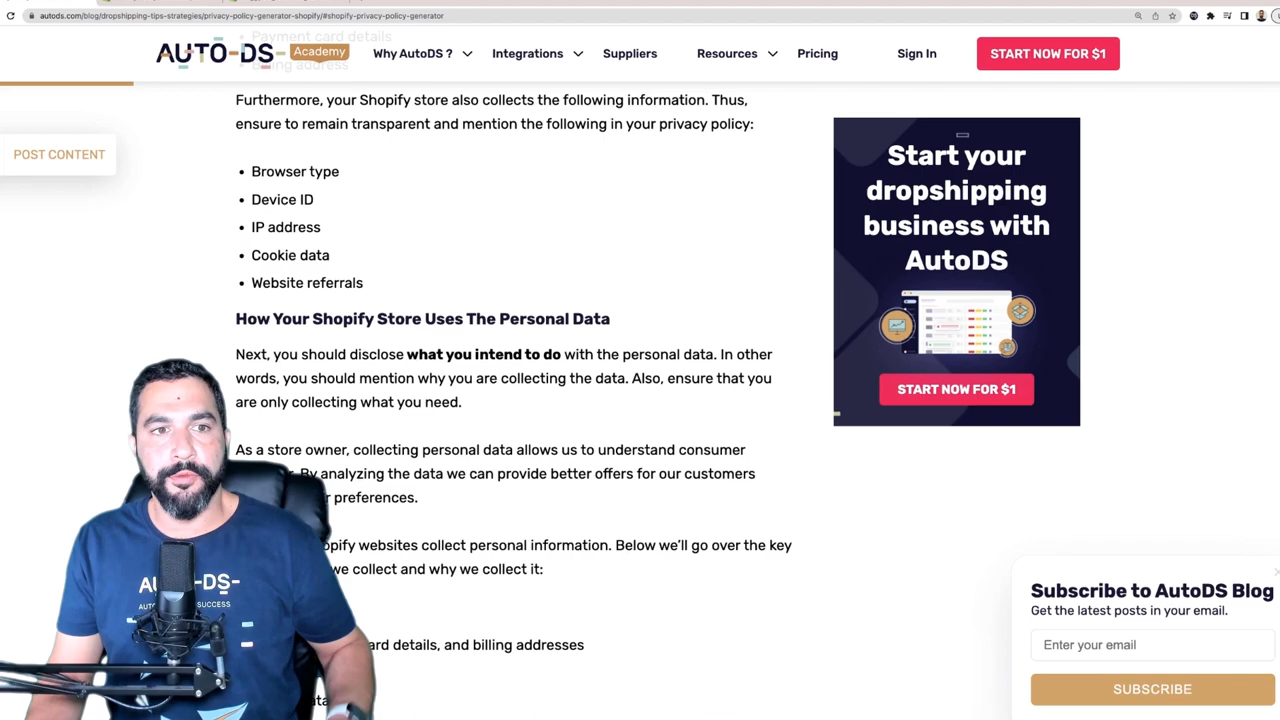 autods.com/blog/dropshipping-tips-strategies/privacy-policy-generator-shopify/#shopify-privacy-policy-generator
AUTO-DS- Academy Why AutoDS ? Integrations Suppliers Resources Pricing Sign In START NOW FOR $1
Payment card details
Billing address
POST CONTENT
Furthermore, your Shopify store also collects the following information. Thus,
ensure to remain transparent and mention the following in your privacy policy:
• Browser type
• Device ID
• IP address
• Cookie data
• Website referrals
How Your Shopify Store Uses The Personal Data
Next, you should disclose what you intend to do with the personal data. In other
words, you should mention why you are collecting the data. Also, ensure that you
are only collecting what you need.
As a store owner, collecting personal data allows us to understand consumer
By analyzing the data we can provide better offers for our customers
preferences.
websites collect personal information. Below we'll go over the key
we collect and why we collect it:
details, and billing addresses
Start your
dropshipping
business with
AutoDS
START NOW FOR $1
Subscribe to AutoDS Blog
Get the latest posts in your email.
Enter your email
SUBSCRIBE
AUTO-DS-
SUCCESS